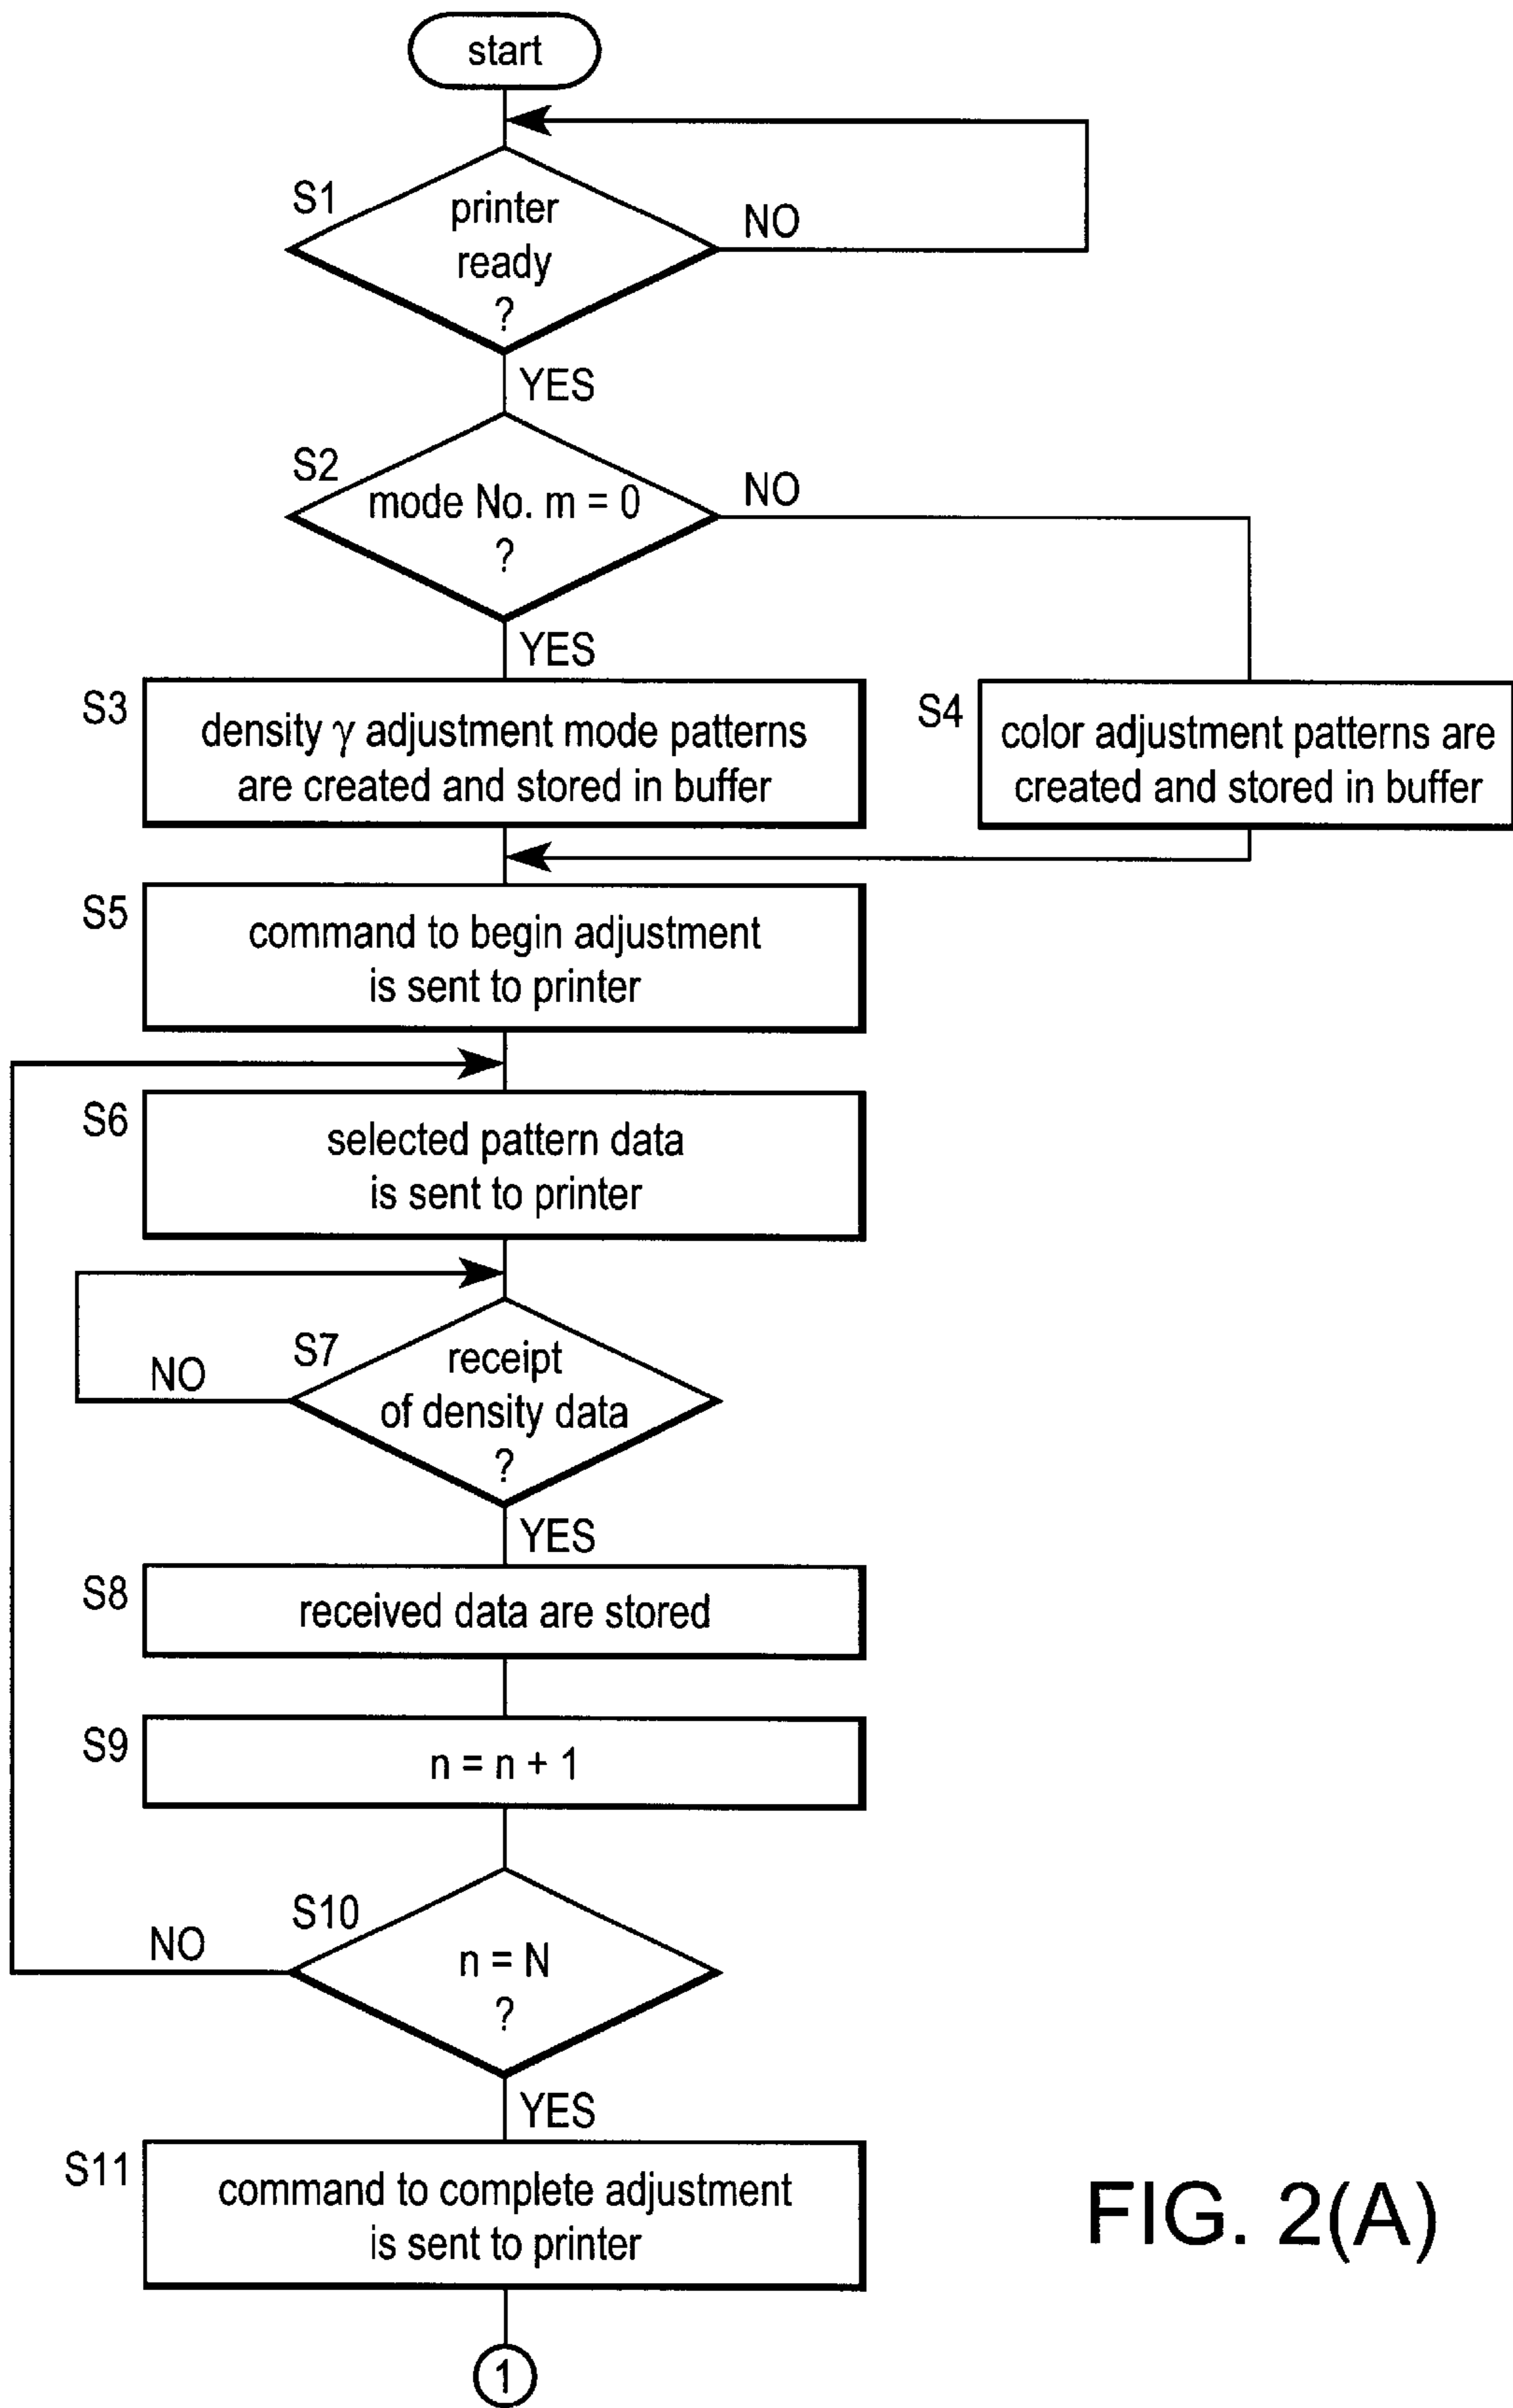 start
S1
printer
ready
?
NO
YES
S2
mode No. m = 0
?
NO
YES
S3
density γ adjustment mode patterns
are created and stored in buffer
S4
color adjustment patterns are
created and stored in buffer
S5
command to begin adjustment
is sent to printer
S6
selected pattern data
is sent to printer
S7
receipt
of density data
?
NO
YES
S8
received data are stored
S9
n = n + 1
S10
n = N
?
NO
YES
S11
command to complete adjustment
is sent to printer
1
FIG. 2(A)